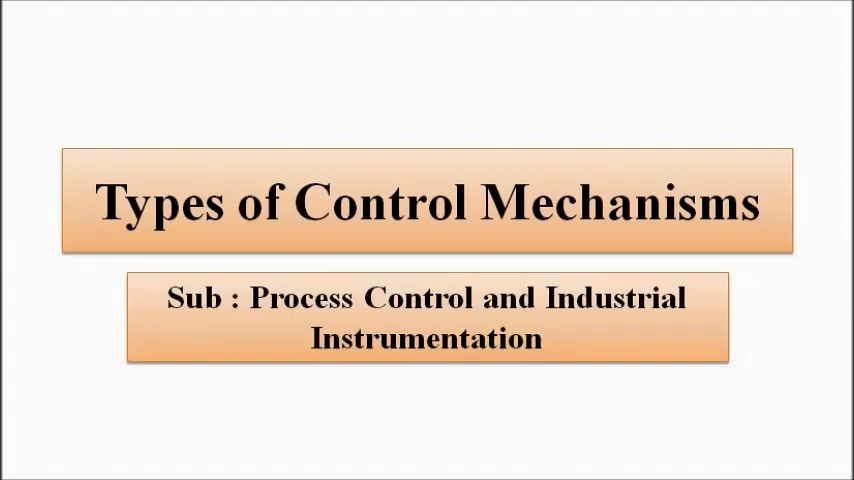 Types of Control Mechanisms
Sub : Process Control and Industrial
Instrumentation